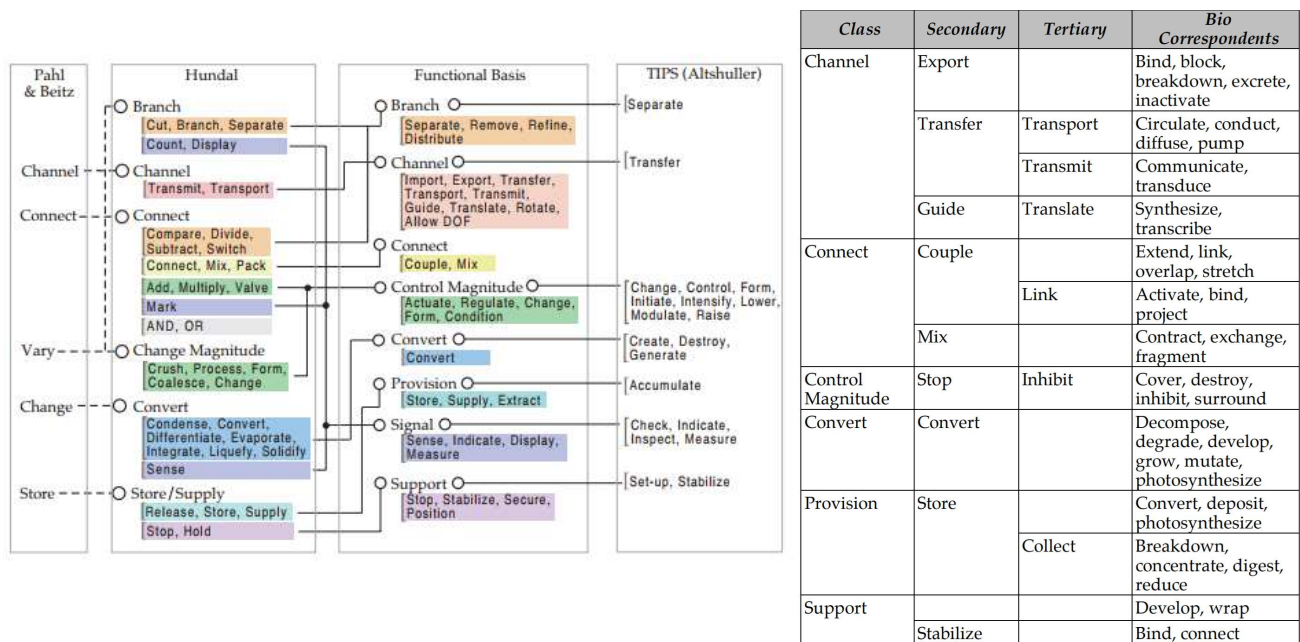 Pahl
& Beitz
Channel
Connect
Vary
Change
Store
Hundal
Branch
Cut, Branch, Separate
Count, Display
Channel
Transmit, Transport
Connect
Compare, Divide,
Subtract, Switch
Connect, Mix, Pack
Add, Multiply, Valve
Mark
AND, OR
Change Magnitude
Crush, Process, Form,
Coalesce, Change
Convert
Condense, Convert,
Differentiate, Evaporate,
Integrate, Liquefy, Solidify
Sense
Store/Supply
Release, Store, Supply
Stop, Hold
Functional Basis
Branch
Separate, Remove, Refine,
Distribute
Channel
Import, Export, Transfer,
Transport, Transmit,
Guide, Translate, Rotate,
Allow DOF
Connect
Couple, Mix
Control Magnitude
Actuate, Regulate, Change,
Form, Condition
Convert
Convert
Provision
Store, Supply, Extract
Signal
Sense, Indicate, Display,
Measure
Support
Stop, Stabilize, Secure,
Position
TIPS (Altshuller)
Separate
Transfer
Change, Control, Form,
Initiate, Intensify, Lower,
Modulate, Raise
Create, Destroy,
Generate
Accumulate
Check, Indicate,
Inspect, Measure
Set-up, Stabilize
Class Secondary Tertiary Bio
Correspondents
Channel Export Bind, block,
breakdown, excrete,
inactivate
Transfer Transport Circulate, conduct,
diffuse, pump
Transmit Communicate,
transduce
Guide Translate Synthesize,
transcribe
Connect Couple Extend, link,
overlap, stretch
Link Activate, bind,
project
Mix Contract, exchange,
fragment
Control Stop Inhibit Cover, destroy,
Magnitude inhibit, surround
Convert Convert Decompose,
degrade, develop,
grow, mutate,
photosynthesize
Provision Store Convert, deposit,
photosynthesize
Collect Breakdown,
concentrate, digest,
reduce
Support Develop, wrap
Stabilize Bind, connect